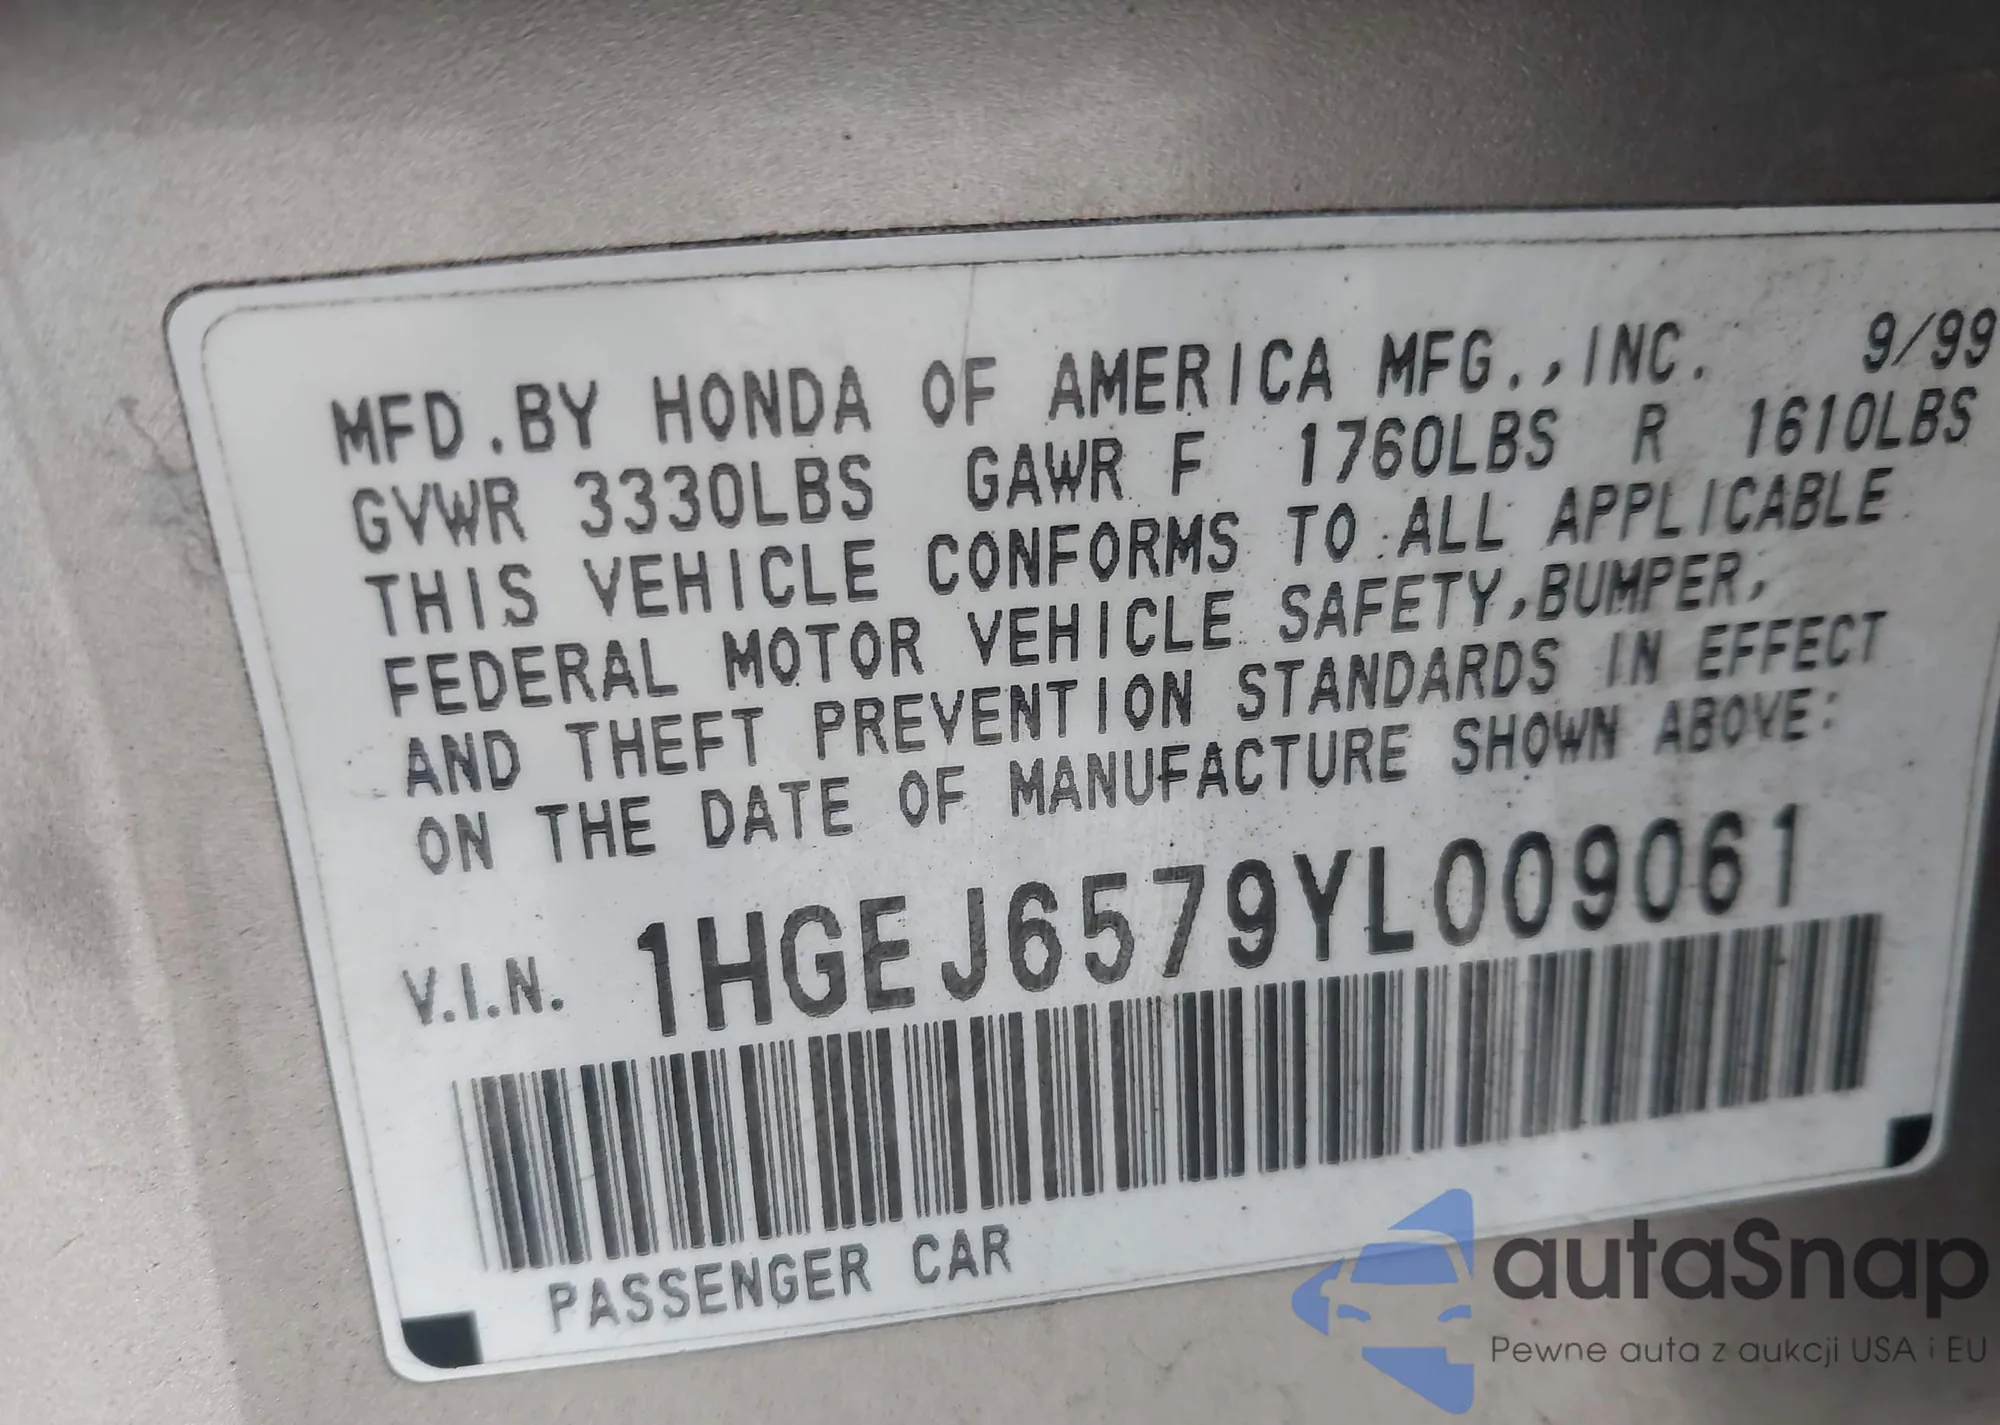 MFD.BY HONDA OF AMERICA MFG.,INC. 9/99
GVWR 3330LBS GAWR F 1760LBS R 1610LBS
THIS VEHICLE CONFORMS TO ALL APPLICABLE
FEDERAL MOTOR VEHICLE SAFETY,BUMPER,
AND THEFT PREVENTION STANDARDS IN EFFECT
ON THE DATE OF MANUFACTURE SHOWN ABOVE:
V.I.N. 1HGEJ6579YL009061
PASSENGER CAR
autaSnap
Pewne auta z aukcji USA i EU